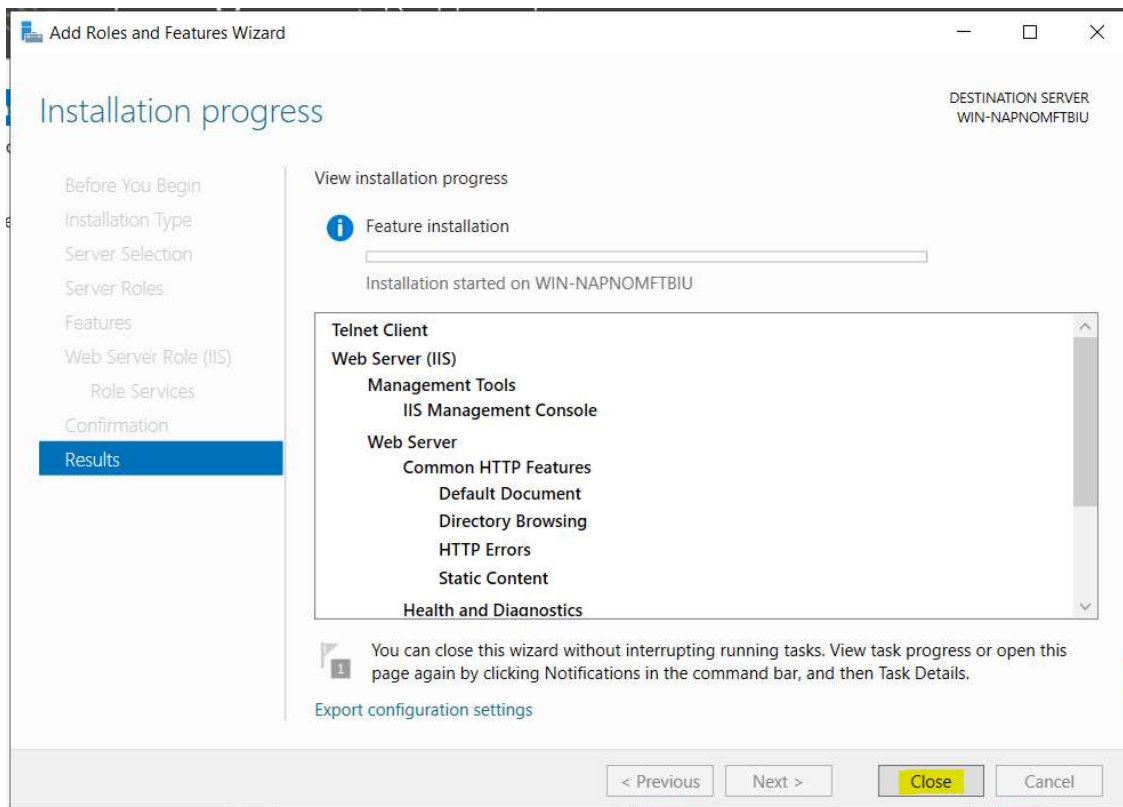 Add Roles and Features Wizard
Installation progress
DESTINATION SERVER
WIN-NAPNOMFTBIU
Before You Begin
Installation Type
Server Selection
Server Roles
Features
Web Server Role (IIS)
Role Services
Confirmation
Results
View installation progress
Feature installation
Installation started on WIN-NAPNOMFTBIU
Telnet Client
Web Server (IIS)
Management Tools
IIS Management Console
Web Server
Common HTTP Features
Default Document
Directory Browsing
HTTP Errors
Static Content
Health and Diagnostics
1
You can close this wizard without interrupting running tasks. View task progress or open this
page again by clicking Notifications in the command bar, and then Task Details.
Export configuration settings
< Previous
Next >
Close
Cancel